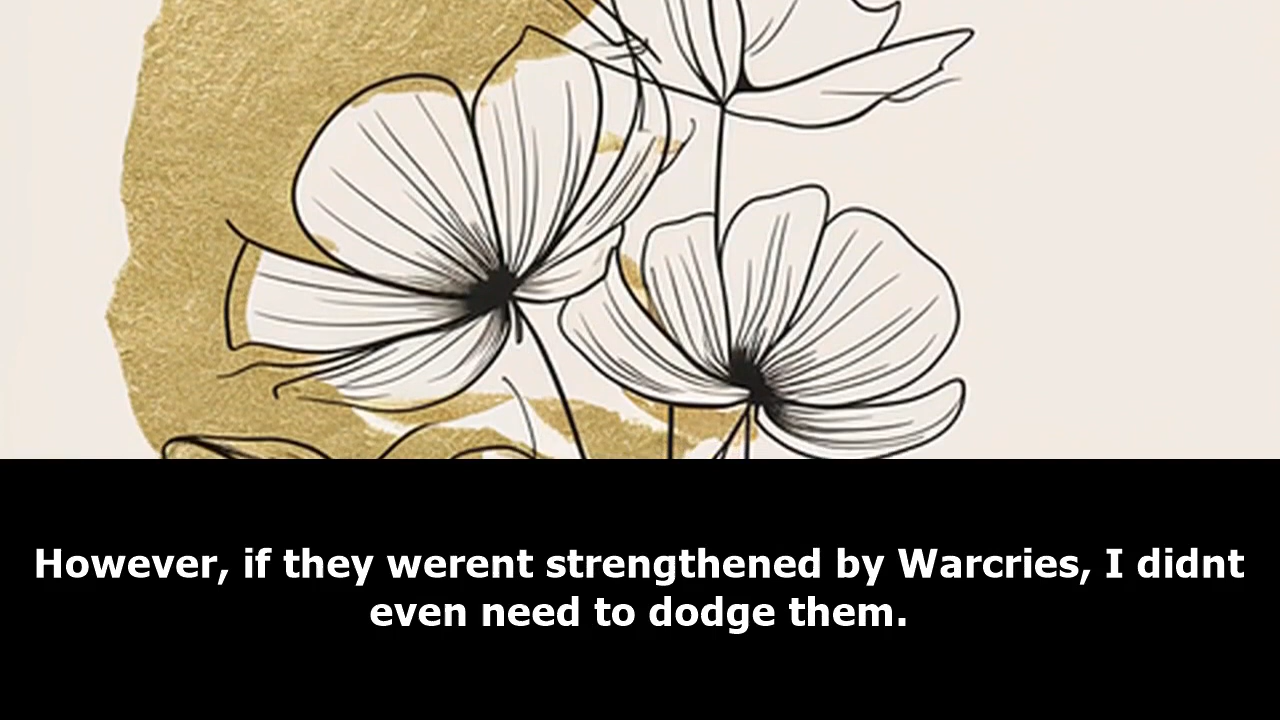 However, if they werent strengthened by Warcries, I didnt
even need to dodge them.